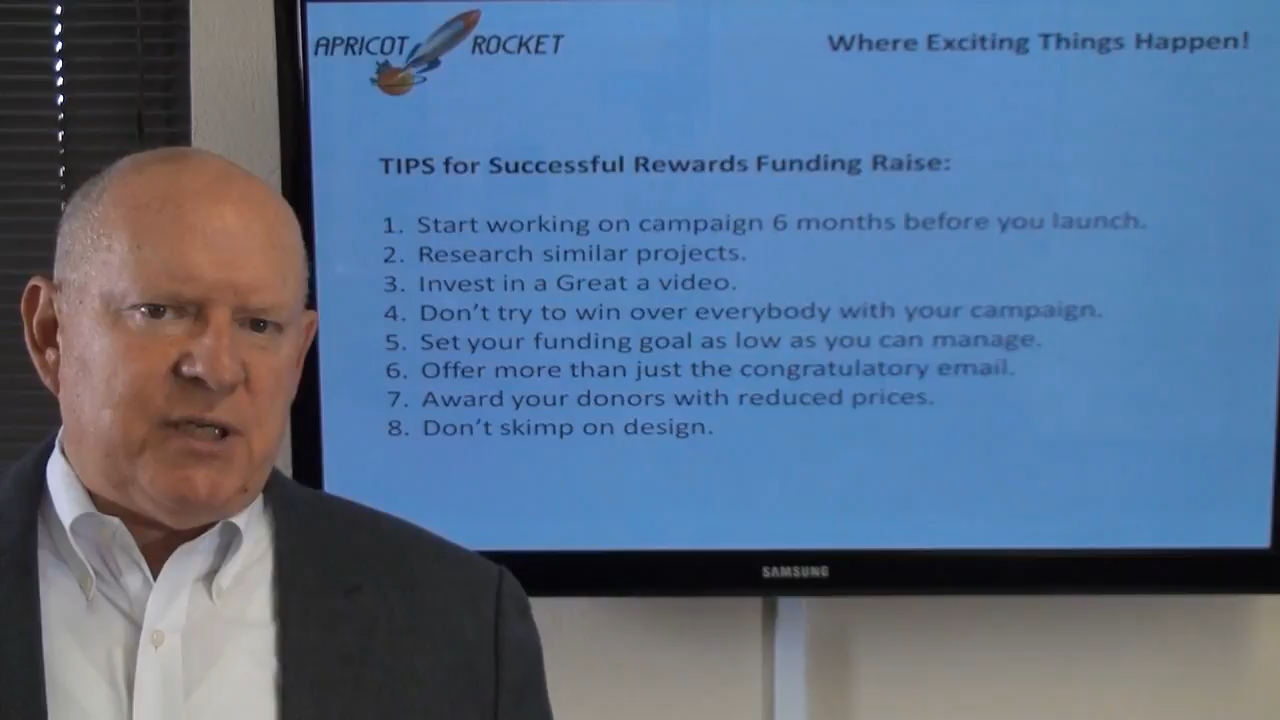 APRICOT ROCKET
Where Exciting Things Happen!
TIPS for Successful Rewards Funding Raise:
1. Start working on campaign 6 months before you launch.
2. Research similar projects.
3. Invest in a Great a video.
4. Don't try to win over everybody with your campaign.
5. Set your funding goal as low as you can manage.
6. Offer more than just the congratulatory email.
7. Award your donors with reduced prices.
8. Don't skimp on design.
SAMSUNG